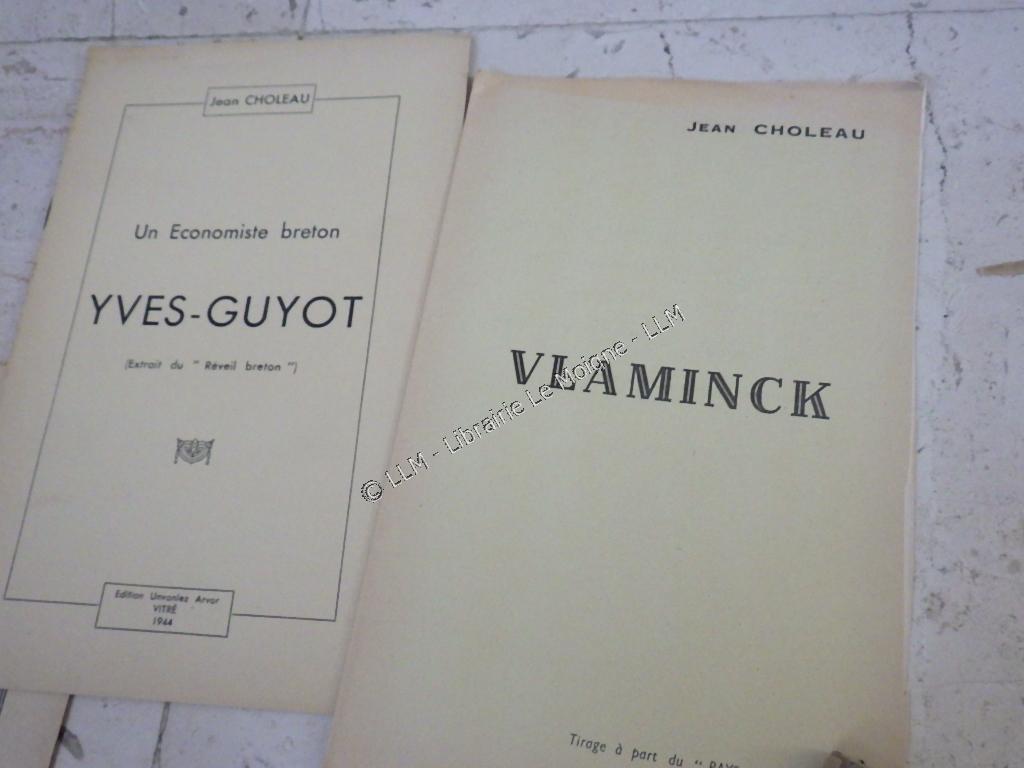 Jean CHOLEAU
Un Economiste breton
YVES-GUYOT
(Extrait du " Réveil breton ")
Edition Unvaniez Arvor
VITRÉ
1944
JEAN CHOLEAU
VLAMINCK
Tirage à part du "
© LLM - Librairie Le Moigne - LLM